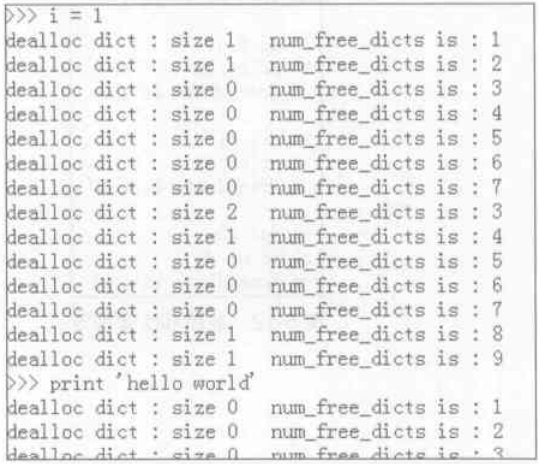 >>> i = 1
dealloc dict : size 1   num_free_dicts is : 1
dealloc dict : size 1   num_free_dicts is : 2
dealloc dict : size 0   num_free_dicts is : 3
dealloc dict : size 0   num_free_dicts is : 4
dealloc dict : size 0   num_free_dicts is : 5
dealloc dict : size 0   num_free_dicts is : 6
dealloc dict : size 0   num_free_dicts is : 7
dealloc dict : size 2   num_free_dicts is : 3
dealloc dict : size 1   num_free_dicts is : 4
dealloc dict : size 0   num_free_dicts is : 5
dealloc dict : size 0   num_free_dicts is : 6
dealloc dict : size 0   num_free_dicts is : 7
dealloc dict : size 1   num_free_dicts is : 8
dealloc dict : size 1   num_free_dicts is : 9
>>> print 'hello world'
dealloc dict : size 0   num_free_dicts is : 1
dealloc dict : size 0   num_free_dicts is : 2
dealloc dict : size 0   num_free_dicts is : 3